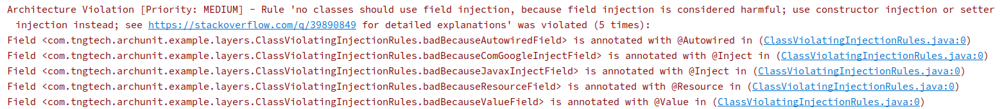 Architecture Violation [Priority: MEDIUM] - Rule 'no classes should use field injection, because field injection is considered harmful; use constructor injection or setter
injection instead; see https://stackoverflow.com/q/39890849 for detailed explanations' was violated (5 times):
Field <com.tngtech.archunit.example.layers.ClassViolatingInjectionRules.badBecauseAutowiredField> is annotated with @Autowired in (ClassViolatingInjectionRules.java:0)
Field <com.tngtech.archunit.example.layers.ClassViolatingInjectionRules.badBecauseComGoogleInjectField> is annotated with @Inject in (ClassViolatingInjectionRules.java:0)
Field <com.tngtech.archunit.example.layers.ClassViolatingInjectionRules.badBecauseJavaxInjectField> is annotated with @Inject in (ClassViolatingInjectionRules.java:0)
Field <com.tngtech.archunit.example.layers.ClassViolatingInjectionRules.badBecauseResourceField> is annotated with @Resource in (ClassViolatingInjectionRules.java:0)
Field <com.tngtech.archunit.example.layers.ClassViolatingInjectionRules.badBecauseValueField> is annotated with @Value in (ClassViolatingInjectionRules.java:0)